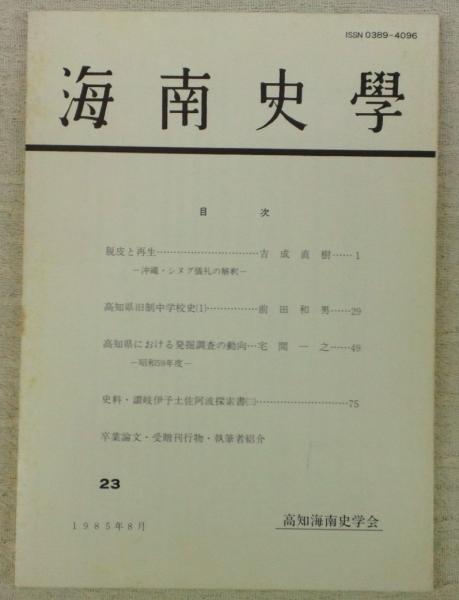 ISSN 0389-4096
海南史學
目次
脱皮と再生…………………………吉成直樹……1
―沖縄・シヌグ儀礼の解釈―
高知県旧制中学校史(1)……………前田和男……29
高知県における発掘調査の動向…宅間一之……49
―昭和59年度―
史料・讃岐伊予土佐阿波探索書㈢………………………75
卒業論文・受贈刊行物・執筆者紹介
23
1985年8月
高知海南史学会